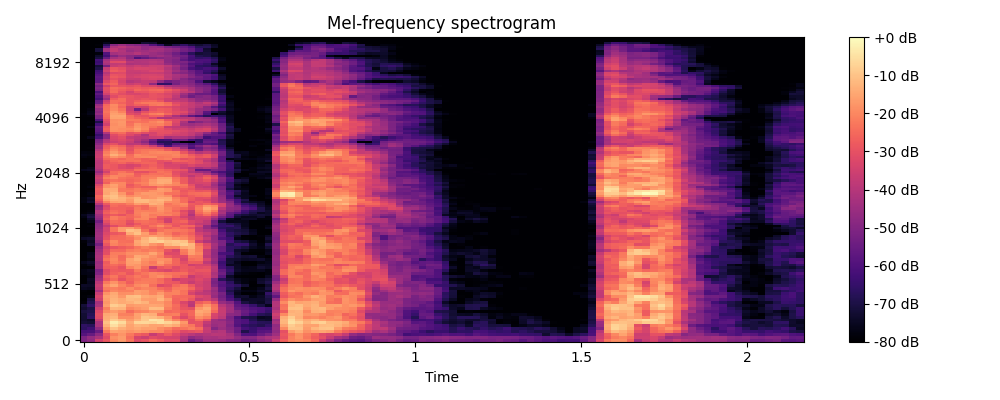 Mel-frequency spectrogram
Hz
8192
4096
2048
1024
512
0
0
0.5
1
1.5
2
Time
+0 dB
-10 dB
-20 dB
-30 dB
-40 dB
-50 dB
-60 dB
-70 dB
-80 dB